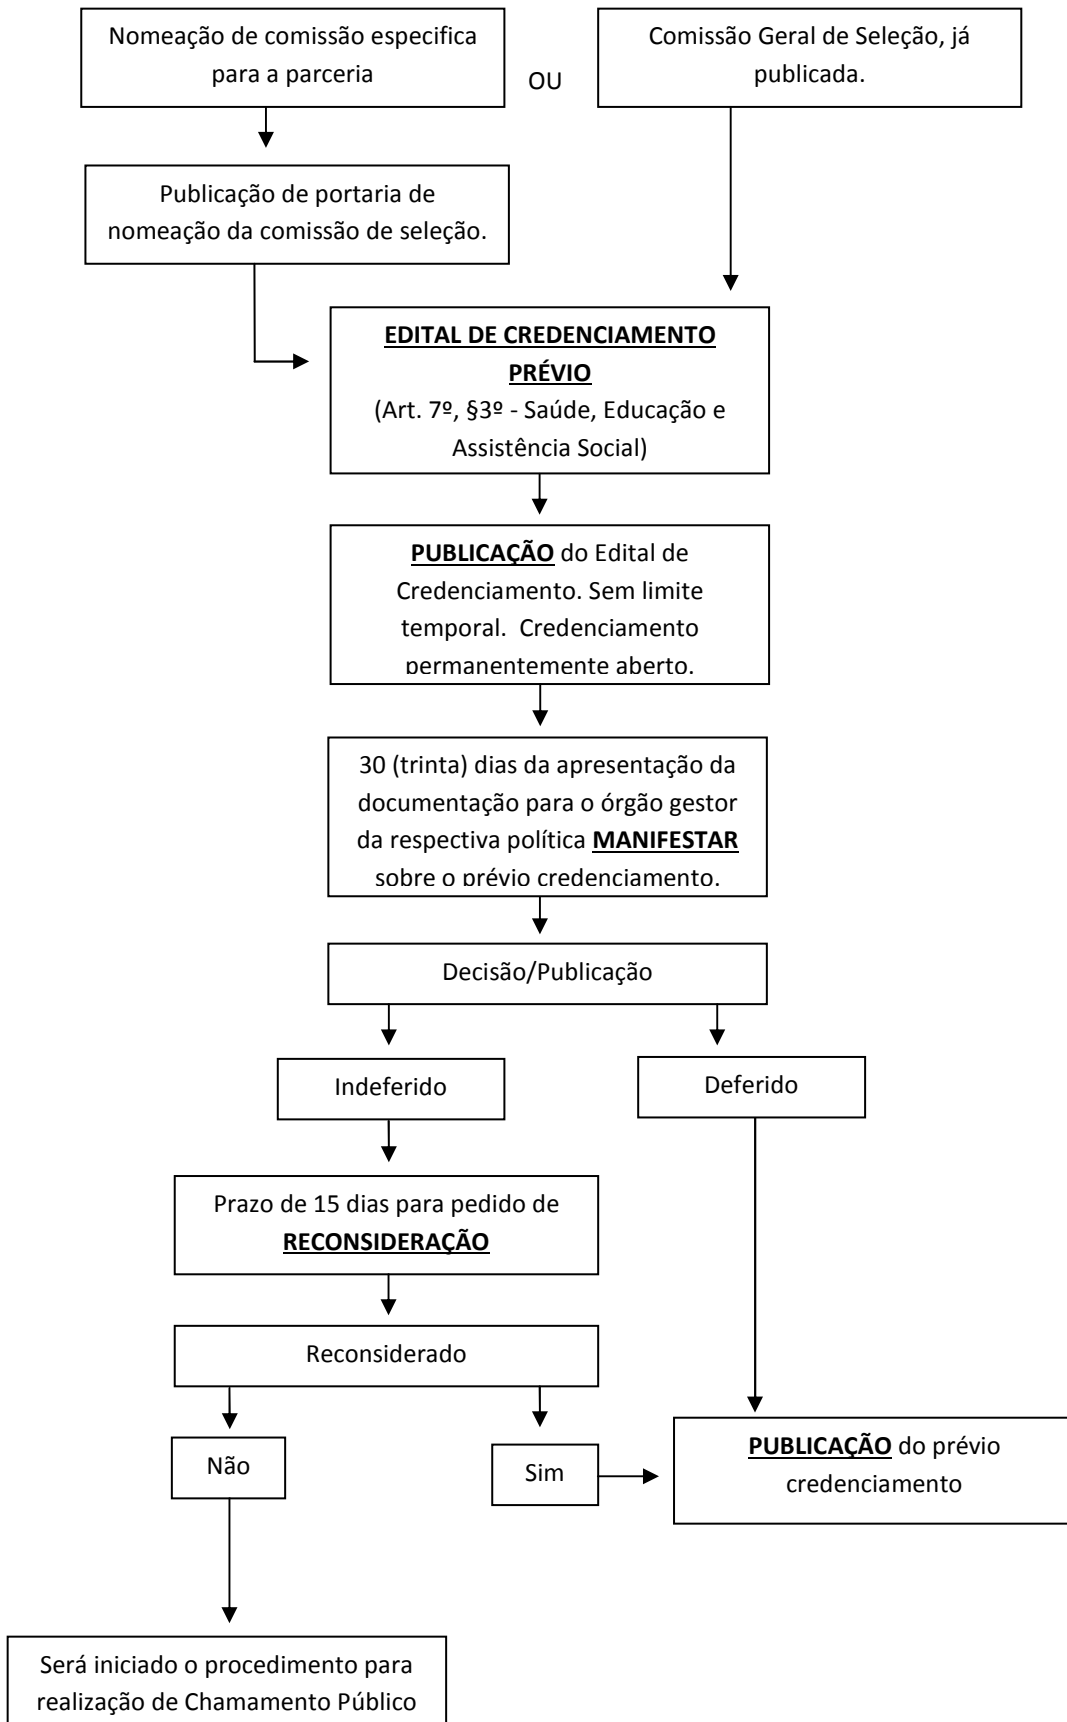 Nomeação de comissão especifica
para a parceria
OU
Comissão Geral de Seleção, já
publicada.
Publicação de portaria de
nomeação da comissão de seleção.
EDITAL DE CREDENCIAMENTO
PRÉVIO
(Art. 7º, §3º - Saúde, Educação e
Assistência Social)
PUBLICAÇÃO do Edital de
Credenciamento. Sem limite
temporal.  Credenciamento
permanentemente aberto.
30 (trinta) dias da apresentação da
documentação para o órgão gestor
da respectiva política MANIFESTAR
sobre o prévio credenciamento.
Decisão/Publicação
Indeferido
Deferido
Prazo de 15 dias para pedido de
RECONSIDERAÇÃO
Reconsiderado
Não
Sim
PUBLICAÇÃO do prévio
credenciamento
Será iniciado o procedimento para
realização de Chamamento Público